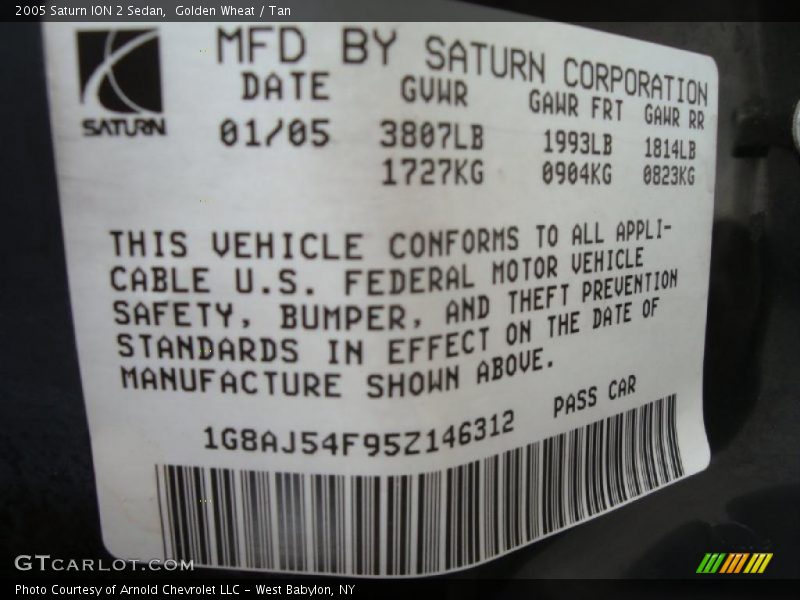 2005 Saturn ION 2 Sedan,  Golden Wheat / Tan
MFD BY SATURN CORPORATION
DATE GVWR GAWR FRT GAWR RR
SATURN 01/05 3807LB 1993LB 1814LB
1727KG 0904KG 0823KG
THIS VEHICLE CONFORMS TO ALL APPLI-
CABLE U.S. FEDERAL MOTOR VEHICLE
SAFETY, BUMPER, AND THEFT PREVENTION
STANDARDS IN EFFECT ON THE DATE OF
MANUFACTURE SHOWN ABOVE.
1G8AJ54F95Z146312 PASS CAR
GTCARLOT.COM
Photo Courtesy of Arnold Chevrolet LLC - West Babylon, NY